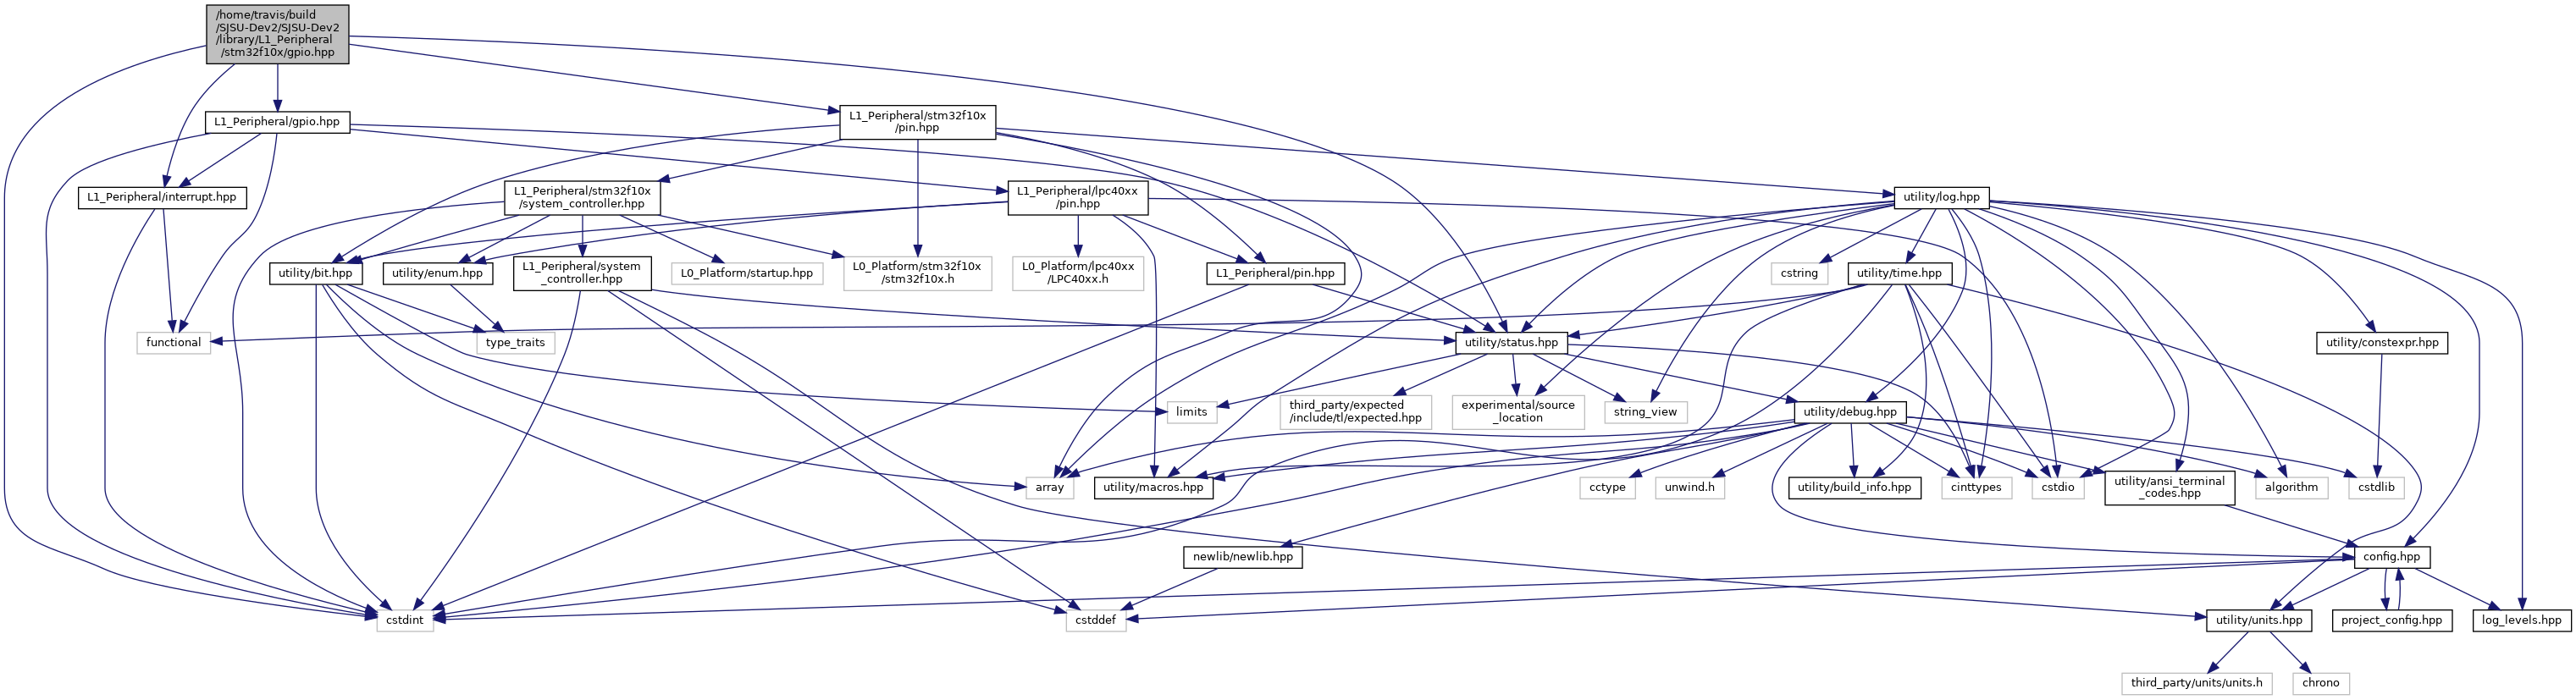 /home/travis/build
/SJSU-Dev2/SJSU-Dev2
/library/L1_Peripheral
/stm32f10x/gpio.hpp
L1_Peripheral/gpio.hpp
L1_Peripheral/stm32f10x
/pin.hpp
L1_Peripheral/interrupt.hpp
L1_Peripheral/stm32f10x
/system_controller.hpp
L1_Peripheral/lpc40xx
/pin.hpp
utility/log.hpp
utility/bit.hpp
utility/enum.hpp
L1_Peripheral/system
_controller.hpp
L0_Platform/startup.hpp
L0_Platform/stm32f10x
/stm32f10x.h
L0_Platform/lpc40xx
/LPC40xx.h
L1_Peripheral/pin.hpp
cstring
utility/time.hpp
functional
type_traits
utility/status.hpp
utility/constexpr.hpp
limits
third_party/expected
/include/tl/expected.hpp
experimental/source
_location
string_view
utility/debug.hpp
array
utility/macros.hpp
cctype
unwind.h
utility/build_info.hpp
cinttypes
cstdio
utility/ansi_terminal
_codes.hpp
algorithm
cstdlib
newlib/newlib.hpp
config.hpp
cstdint
cstddef
utility/units.hpp
project_config.hpp
log_levels.hpp
third_party/units/units.h
chrono